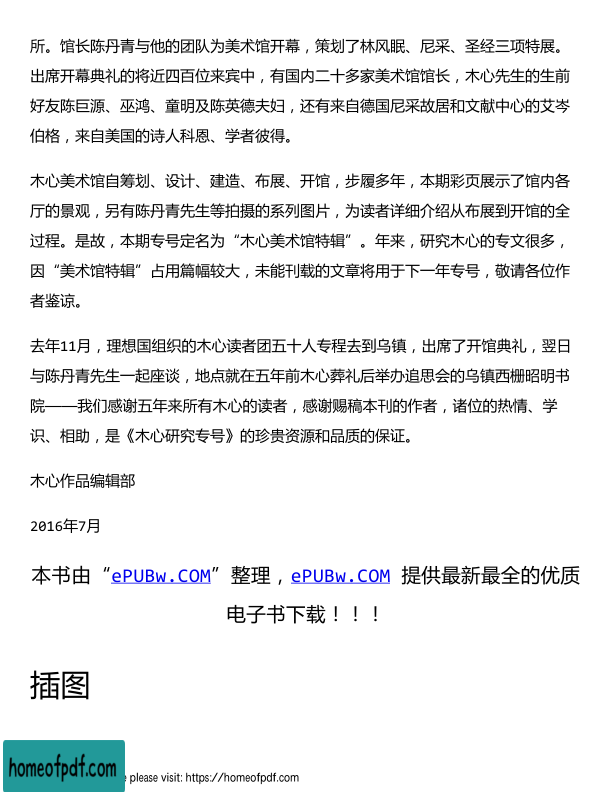 所。馆长陈丹青与他的团队为美术馆开幕，策划了林风眠、尼采、圣经三项特展。
出席开幕典礼的将近四百位来宾中，有国内二十多家美术馆馆长，木心先生的生前
好友陈巨源、巫鸿、童明及陈英德夫妇，还有来自德国尼采故居和文献中心的艾岑
伯格，来自美国的诗人科恩、学者彼得。
木心美术馆自筹划、设计、建造、布展、开馆，步履多年，本期彩页展示了馆内各
厅的景观，另有陈丹青先生等拍摄的系列图片，为读者详细介绍从布展到开馆的全
过程。是故，本期专号定名为“木心美术馆特辑”。年来，研究木心的专文很多，
因“美术馆特辑”占用篇幅较大，未能刊载的文章将用于下一年专号，敬请各位作
者鉴谅。
去年11月，理想国组织的木心读者团五十人专程去到乌镇，出席了开馆典礼，翌日
与陈丹青先生一起座谈，地点就在五年前木心葬礼后举办追思会的乌镇西栅昭明书
院——我们感谢五年来所有木心的读者，感谢赐稿本刊的作者，诸位的热情、学
识、相助，是《木心研究专号》的珍贵资源和品质的保证。
木心作品编辑部
2016年7月
本书由“ePUBw.COM”整理，ePUBw.COM 提供最新最全的优质
电子书下载！！！
插图
homeofpdf.com
e please visit: https://homeofpdf.com